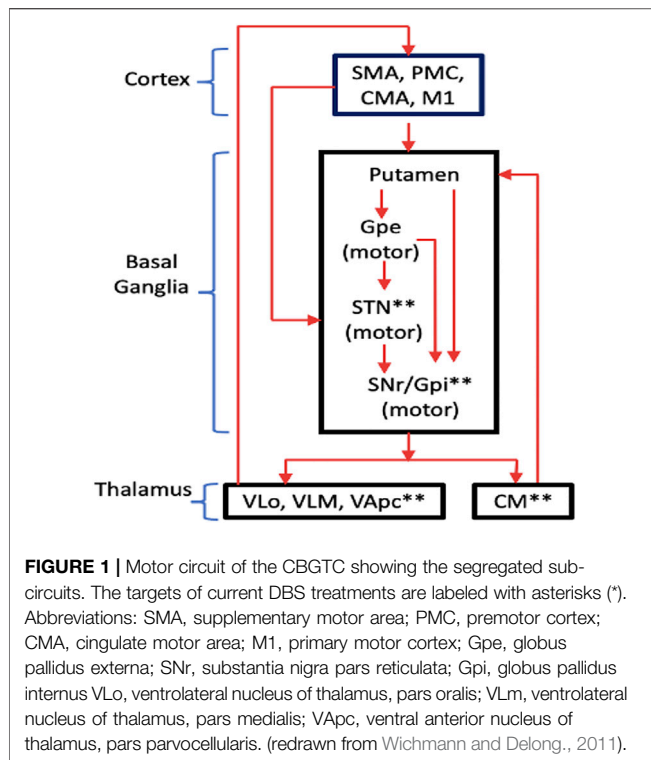 Cortex
SMA, PMC,
CMA, M1
Basal
Ganglia
Putamen
Gpe
(motor)
STN**
(motor)
SNr/Gpi**
(motor)
Thalamus
VLo, VLM, VApc**
CM**
FIGURE 1 | Motor circuit of the CBGTC showing the segregated sub-
circuits. The targets of current DBS treatments are labeled with asterisks (*).
Abbreviations: SMA, supplementary motor area; PMC, premotor cortex;
CMA, cingulate motor area; M1, primary motor cortex; Gpe, globus
pallidus externa; SNr, substantia nigra pars reticulata; Gpi, globus pallidus
internus VLo, ventrolateral nucleus of thalamus, pars oralis; VLm, ventrolateral
nucleus of thalamus, pars medialis; VApc, ventral anterior nucleus of
thalamus, pars parvocellularis. (redrawn from Wichmann and Delong., 2011).